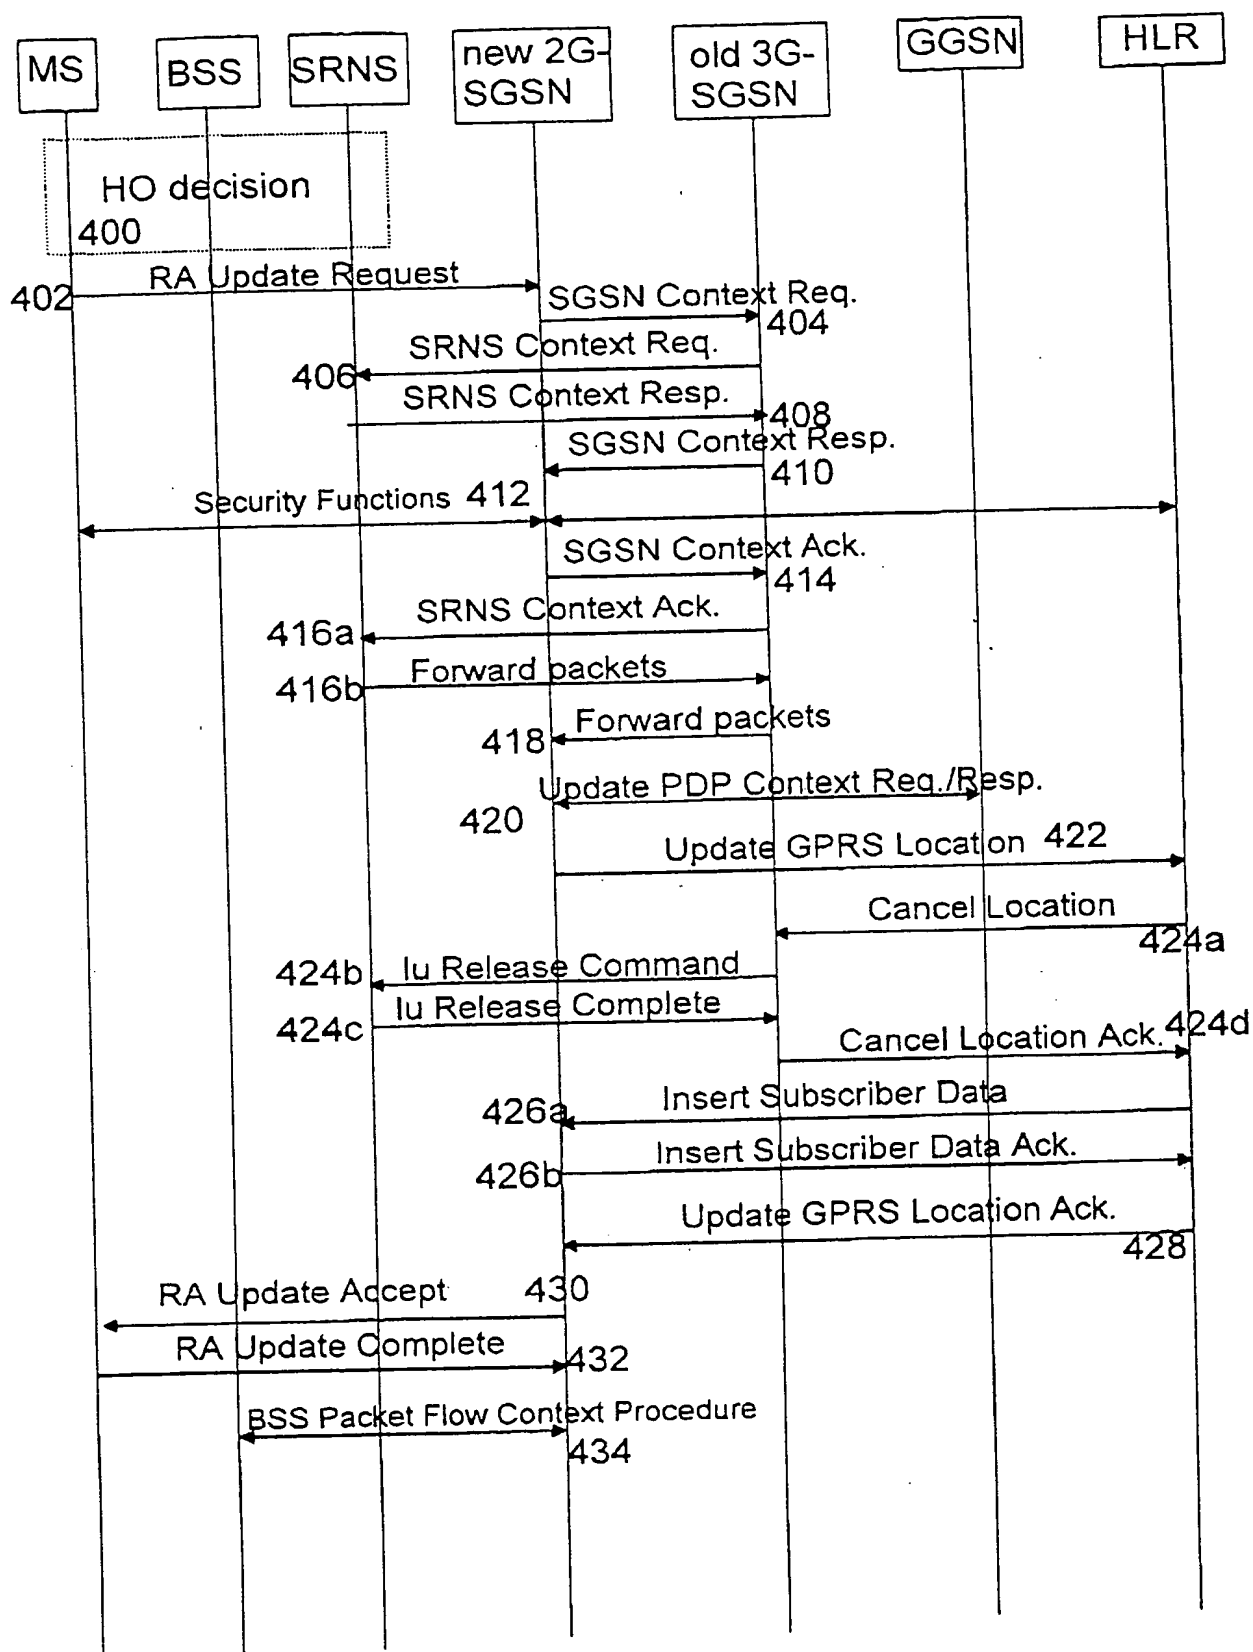 MS
BSS
SRNS
new 2G-
SGSN
old 3G-
SGSN
GGSN
HLR
HO decision
400
RA Update Request
402
SGSN Context Req.
404
SRNS Context Req.
406
SRNS Context Resp.
408
SGSN Context Resp.
410
Security Functions 412
SGSN Context Ack.
414
SRNS Context Ack.
416a
Forward packets
416b
Forward packets
418
Update PDP Context Req./Resp.
420
Update GPRS Location 422
Cancel Location
424a
Iu Release Command
424b
Iu Release Complete
424c
Cancel Location Ack. 424d
Insert Subscriber Data
426a
Insert Subscriber Data Ack.
426b
Update GPRS Location Ack.
428
RA Update Accept 430
RA Update Complete
432
BSS Packet Flow Context Procedure
434